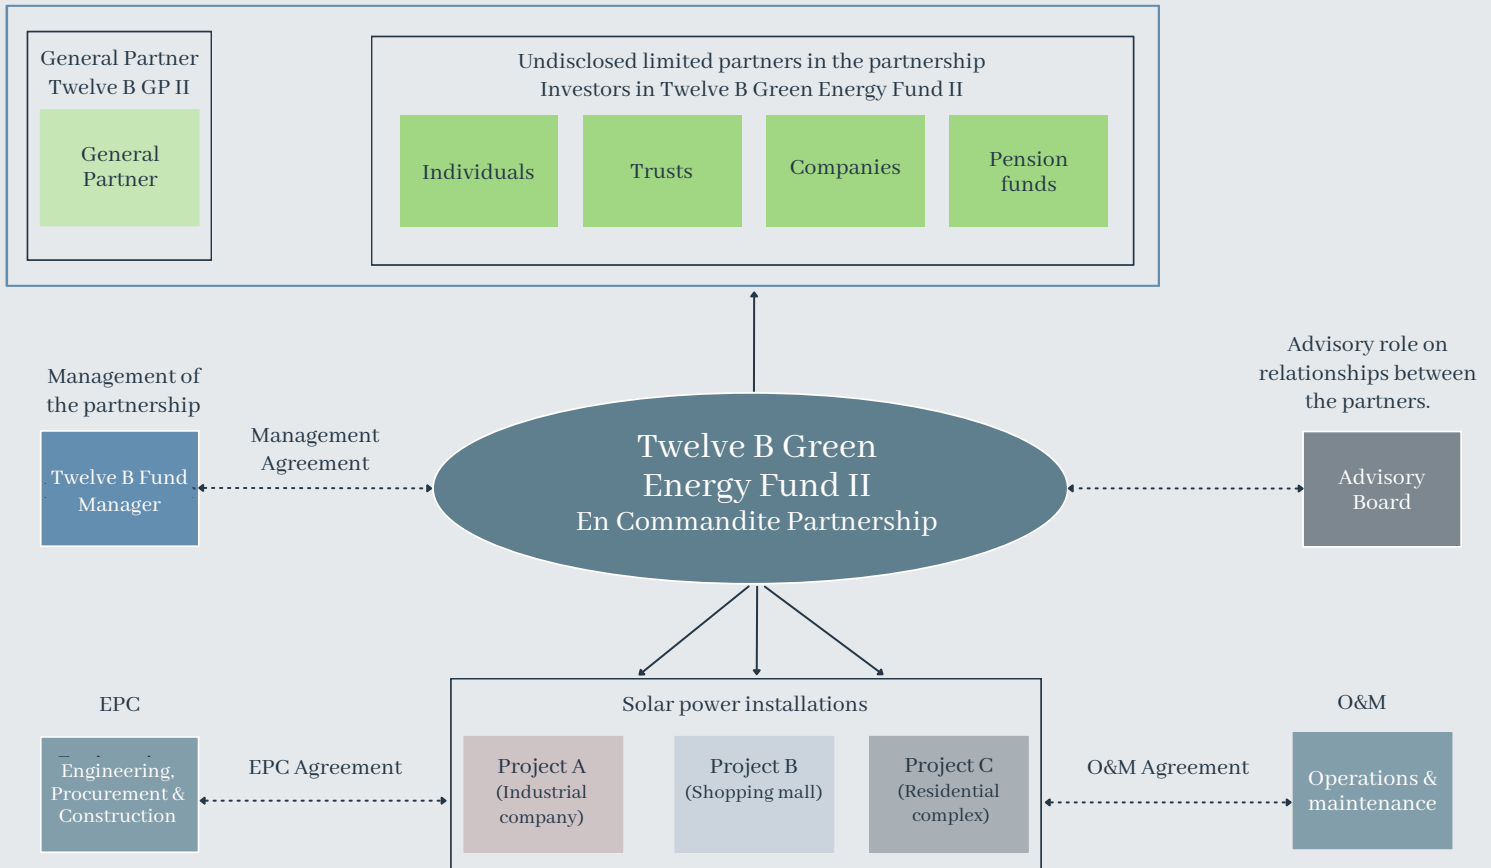 General Partner
Twelve B GP II
General
Partner
Undisclosed limited partners in the partnership
Investors in Twelve B Green Energy Fund II
Individuals
Trusts
Companies
Pension
funds
Management of
the partnership
Twelve B Fund
Manager
Management
Agreement
Twelve B Green
Energy Fund II
En Commandite Partnership
Advisory role on
relationships between
the partners.
Advisory
Board
EPC
Engineering,
Procurement &
Construction
EPC Agreement
Solar power installations
Project A
(Industrial
company)
Project B
(Shopping mall)
Project C
(Residential
complex)
O&M Agreement
O&M
Operations &
maintenance